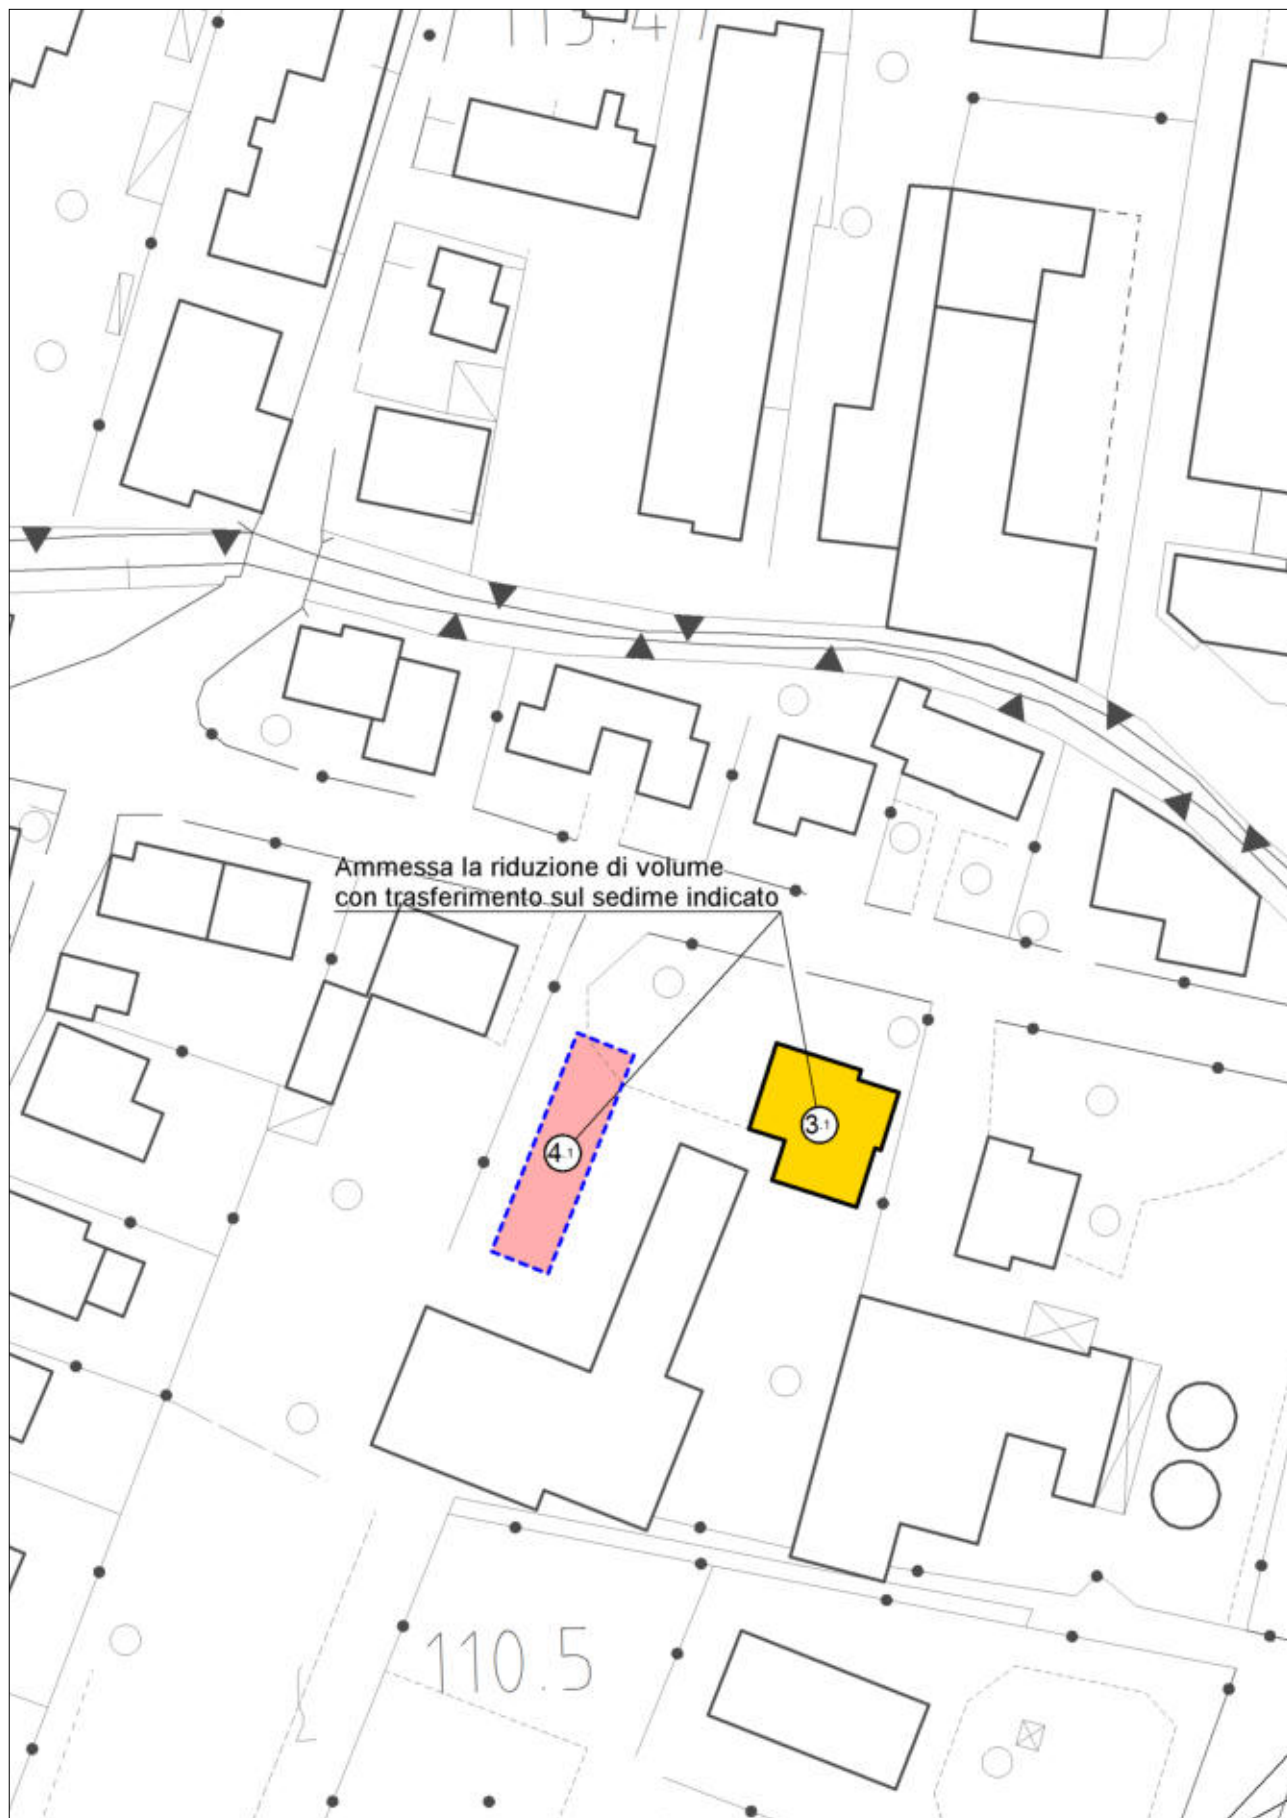 Ammessa la riduzione di volume
con trasferimento sul sedime indicato
3.1
4.1
110.5